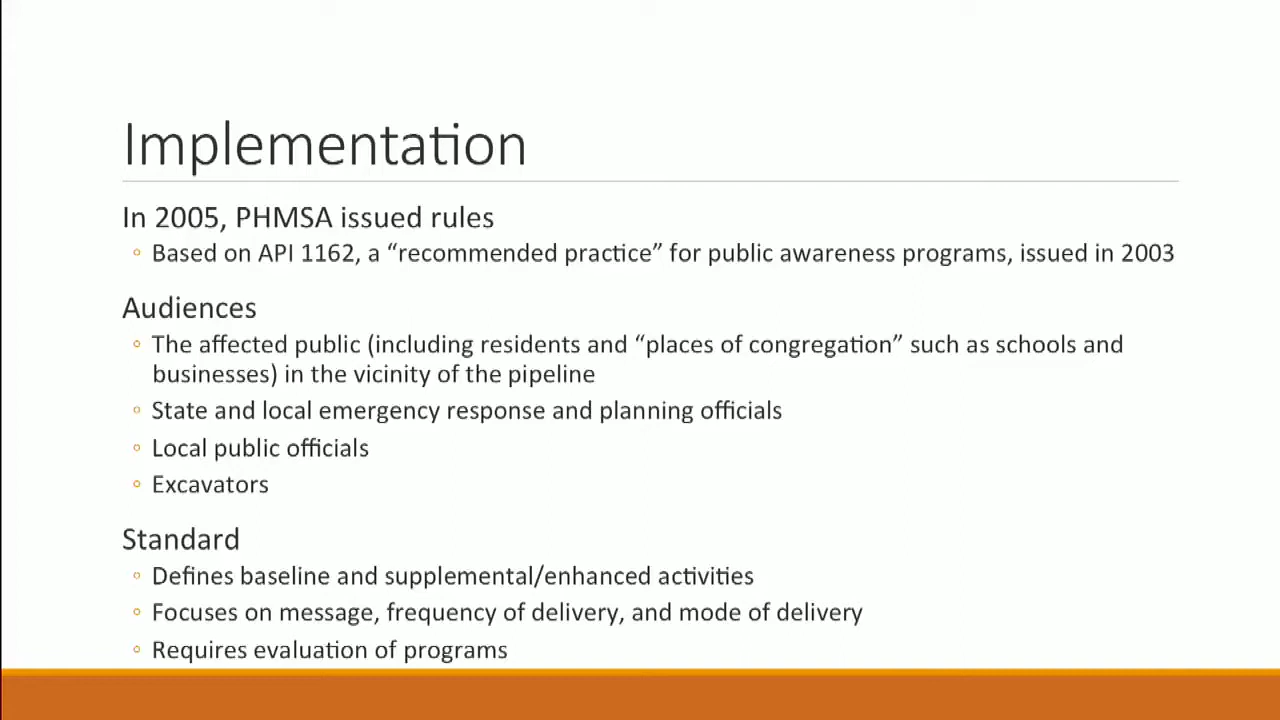 Implementation
In 2005, PHMSA issued rules
◦ Based on API 1162, a “recommended practice” for public awareness programs, issued in 2003
Audiences
◦ The affected public (including residents and “places of congregation” such as schools and
businesses) in the vicinity of the pipeline
◦ State and local emergency response and planning officials
◦ Local public officials
◦ Excavators
Standard
◦ Defines baseline and supplemental/enhanced activities
◦ Focuses on message, frequency of delivery, and mode of delivery
◦ Requires evaluation of programs